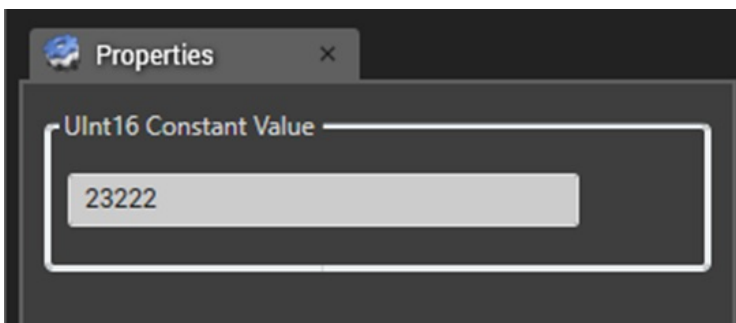 Properties ×
UInt16 Constant Value
23222